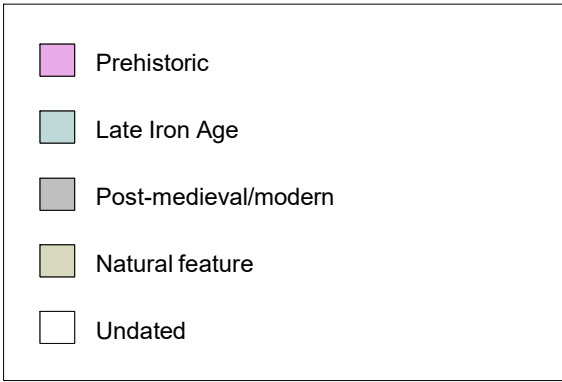 Prehistoric
Late Iron Age
Post-medieval/modern
Natural feature
Undated